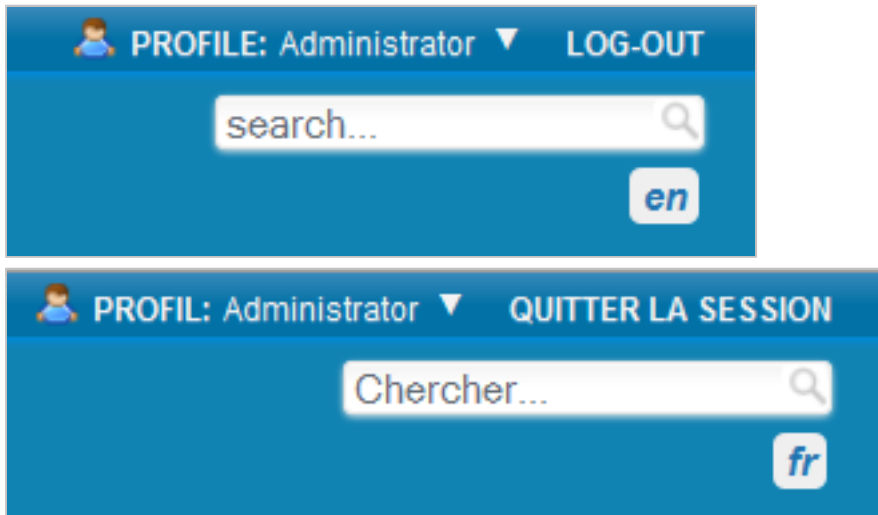 PROFILE: Administrator ▼ LOG-OUT
search...
en
PROFIL: Administrator ▼ QUITTER LA SESSION
Chercher...
fr